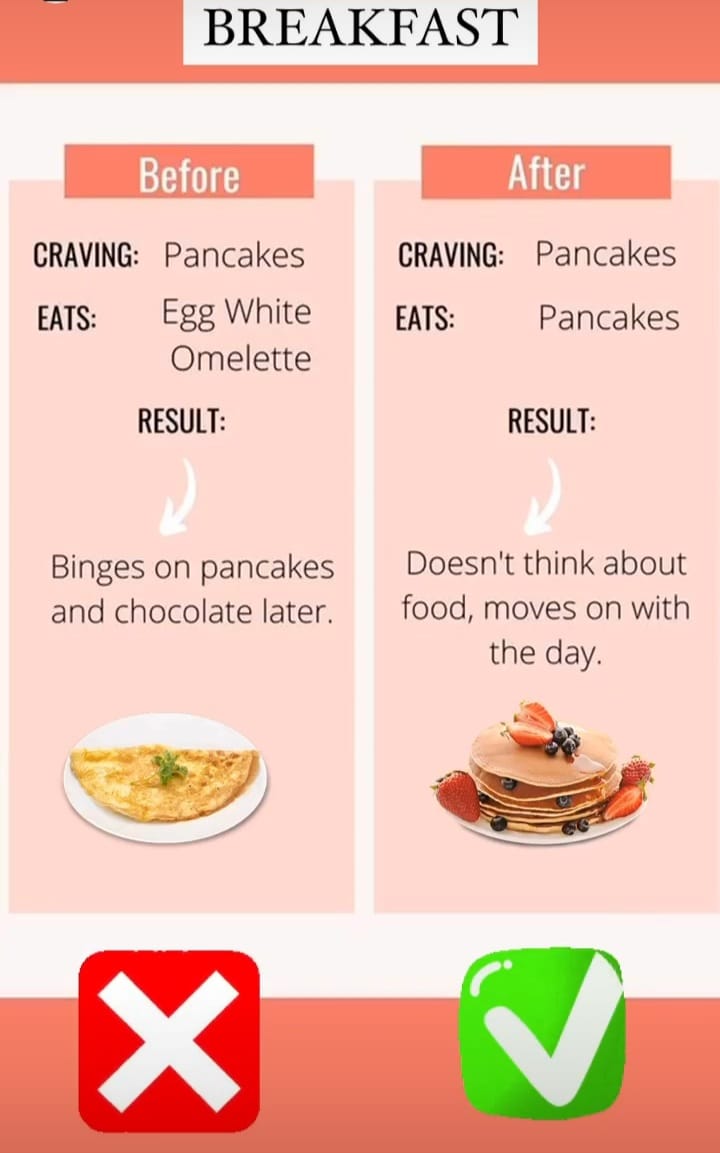 BREAKFAST
Before
CRAVING: Pancakes
EATS: Egg White
Omelette
RESULT:
Binges on pancakes
and chocolate later.
After
CRAVING: Pancakes
EATS: Pancakes
RESULT:
Doesn't think about
food, moves on with
the day.